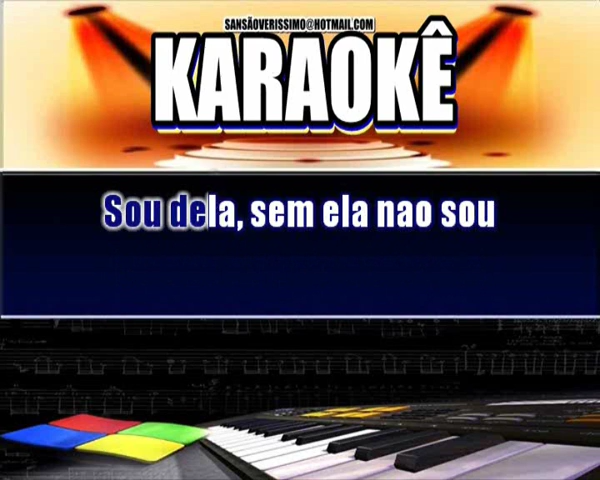 SANSÃOVERISSIMO@HOTMAIL.COM
KARAOKÊ
Sou dela, sem ela nao sou